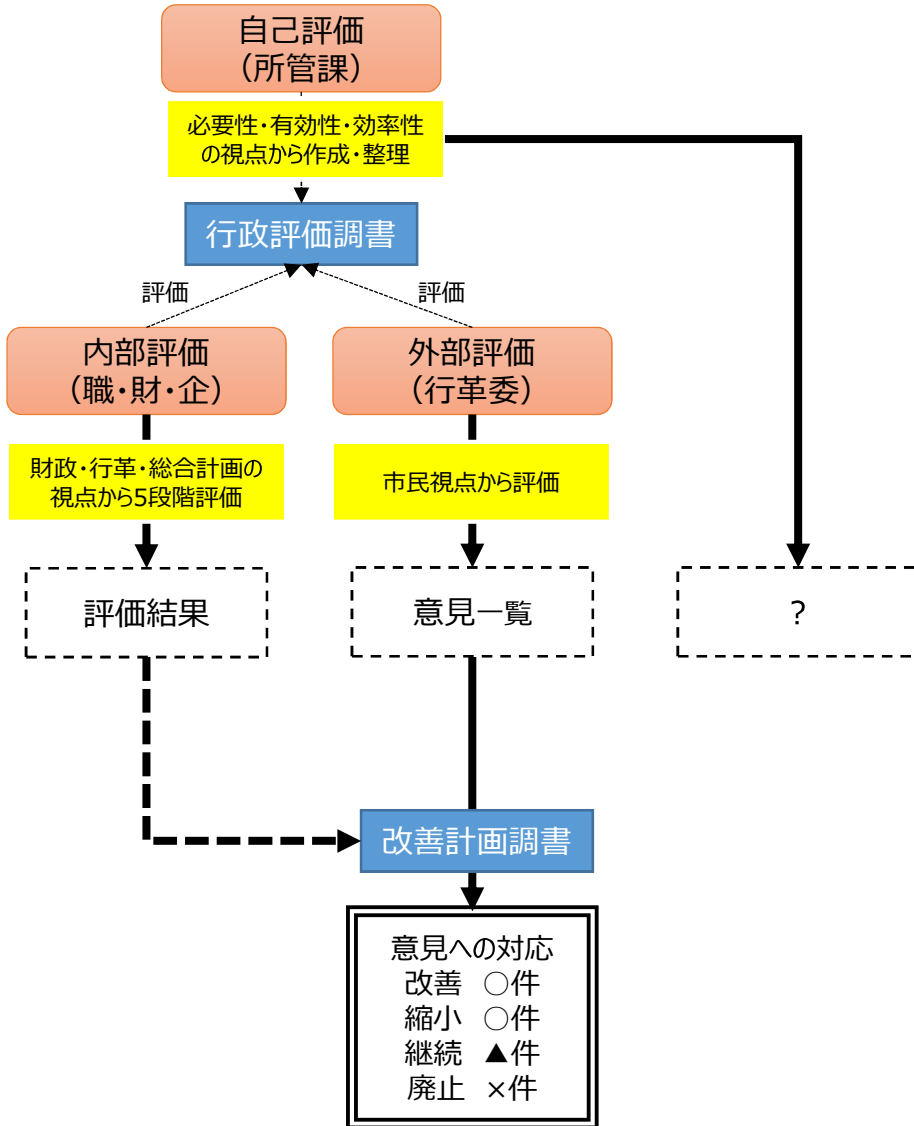 自己評価
（所管課）
必要性・有効性・効率性
の視点から作成・整理
行政評価調書
評価
評価
内部評価
（職・財・企）
外部評価
（行革委）
財政・行革・総合計画の
視点から5段階評価
市民視点から評価
評価結果
意見一覧
？
改善計画調書
意見への対応
改善　○件
縮小　○件
継続　▲件
廃止　×件